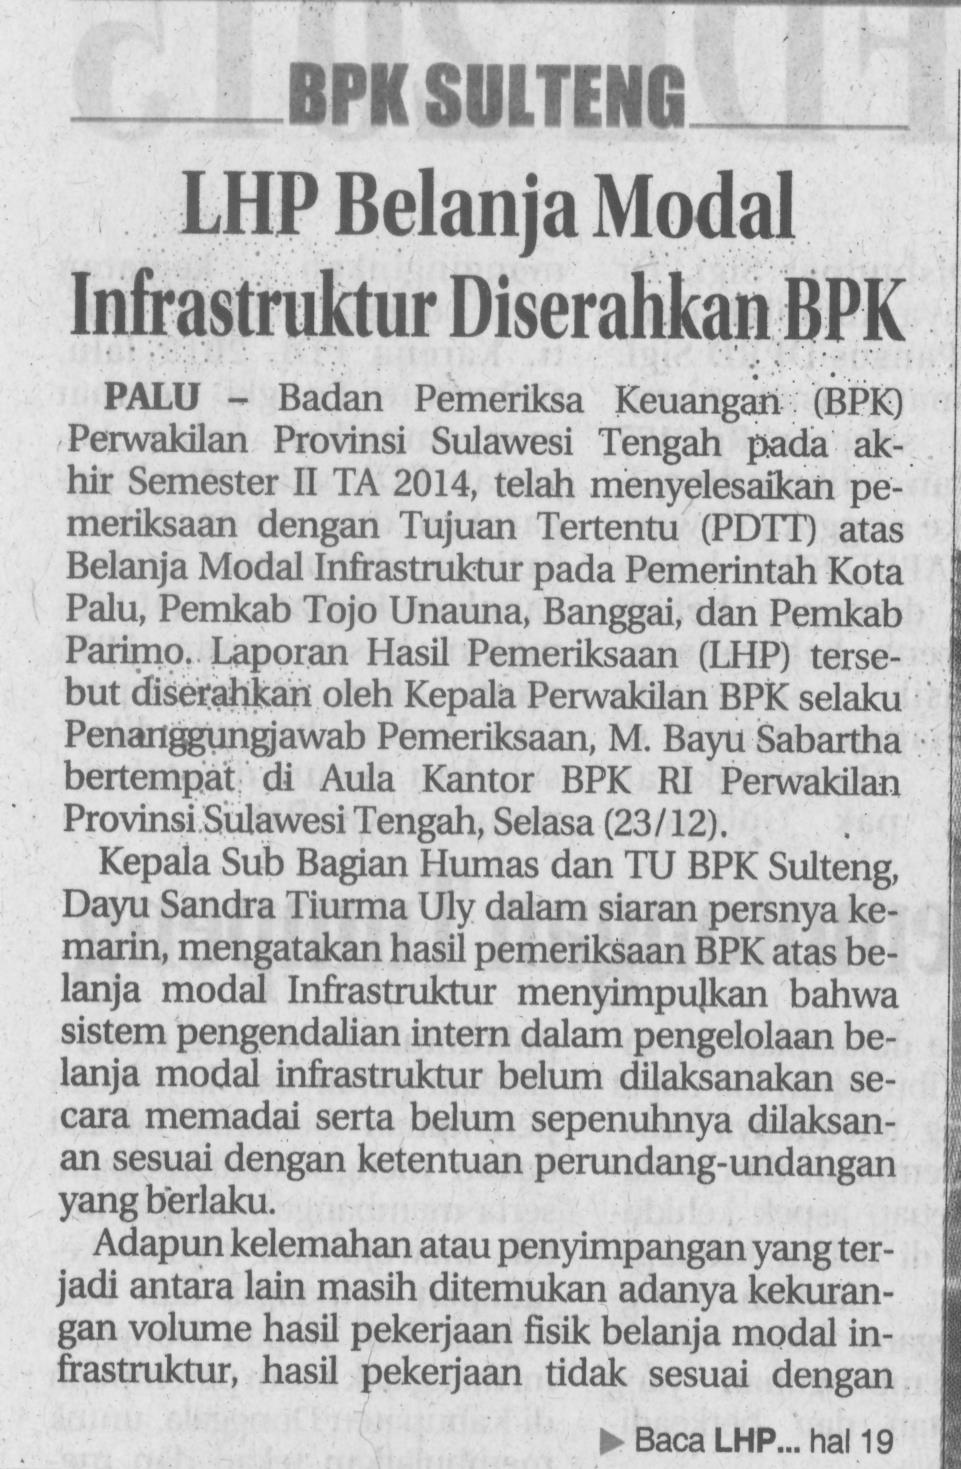 BPK SULTENG
LHP Belanja Modal
Infrastruktur Diserahkan BPK
PALU – Badan Pemeriksa Keuangan (BPK)
Perwakilan Provinsi Sulawesi Tengah pada ak-
hir Semester II TA 2014, telah menyelesaikan pe-
meriksaan dengan Tujuan Tertentu (PDTT) atas
Belanja Modal Infrastruktur pada Pemerintah Kota
Palu, Pemkab Tojo Unauna, Banggai, dan Pemkab
Parimo. Laporan Hasil Pemeriksaan (LHP) terse-
but diserahkan oleh Kepala Perwakilan BPK selaku
Penanggungjawab Pemeriksaan, M. Bayu Sabartha
bertempat di Aula Kantor BPK RI Perwakilan
Provinsi Sulawesi Tengah, Selasa (23/12).
Kepala Sub Bagian Humas dan TU BPK Sulteng,
Dayu Sandra Tiurma Uly dalam siaran persnya ke-
marin, mengatakan hasil pemeriksaan BPK atas be-
lanja modal Infrastruktur menyimpulkan bahwa
sistem pengendalian intern dalam pengelolaan be-
lanja modal infrastruktur belum dilaksanakan se-
cara memadai serta belum sepenuhnya dilaksan-
an sesuai dengan ketentuan perundang-undangan
yang berlaku.
Adapun kelemahan atau penyimpangan yang ter-
jadi antara lain masih ditemukan adanya kekuran-
gan volume hasil pekerjaan fisik belanja modal in-
frastruktur, hasil pekerjaan tidak sesuai dengan
▶ Baca LHP... hal 19